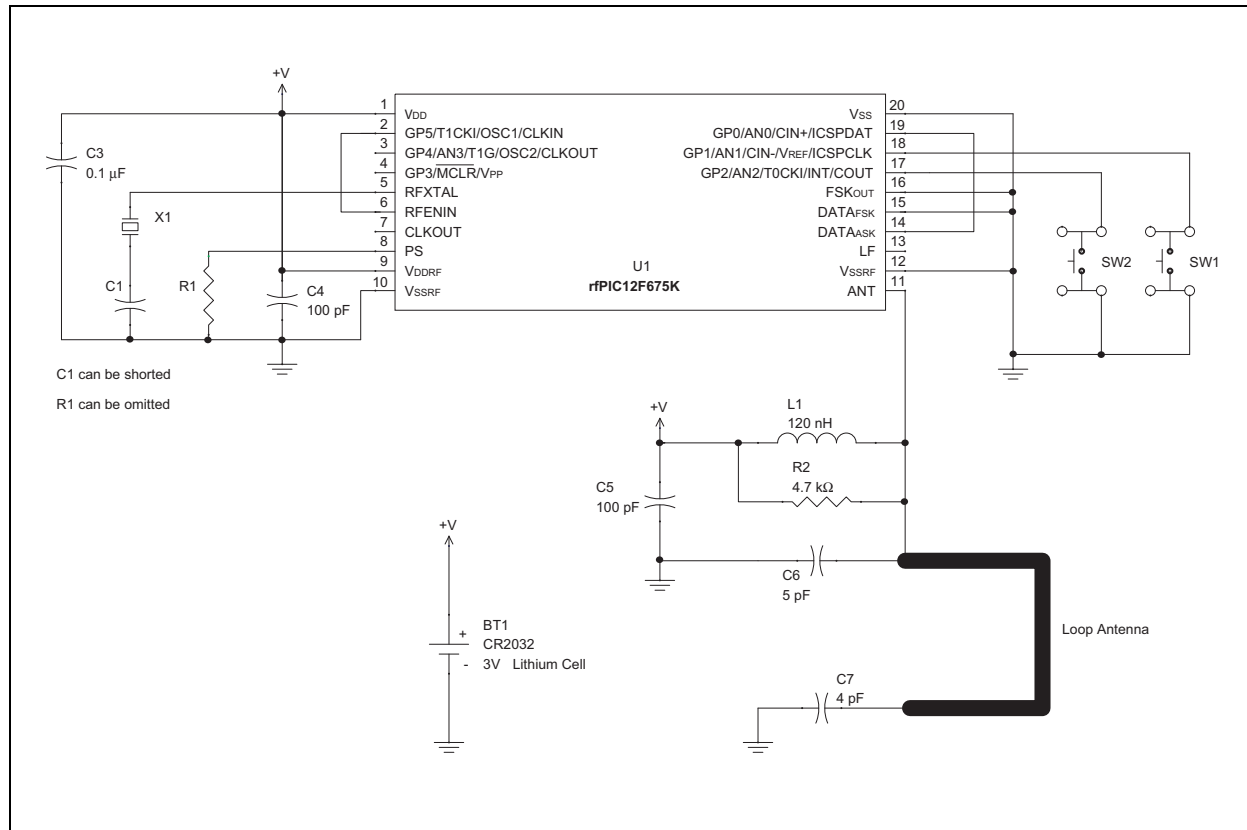 +V
C3
0.1 µF
X1
C1
R1
C4
100 pF
C1 can be shorted
R1 can be omitted
1 VDD
2 GP5/T1CKI/OSC1/CLKIN
3 GP4/AN3/T1G/OSC2/CLKOUT
4 GP3/MCLR/VPP
5 RFXTAL
6 RFENIN
7 CLKOUT
8 PS
9 VDDRF
10 VSSRF
U1
rfPIC12F675K
VSS 20
GP0/AN0/CIN+/ICSPDAT 19
GP1/AN1/CIN-/VREF/ICSPCLK 18
GP2/AN2/T0CKI/INT/COUT 17
FSKOUT 16
DATAFSK 15
DATAASK 14
LF 13
VSSRF 12
ANT 11
SW2
SW1
+V
L1
120 nH
R2
4.7 kΩ
C5
100 pF
C6
5 pF
Loop Antenna
C7
4 pF
+V
BT1
+ CR2032
- 3V Lithium Cell